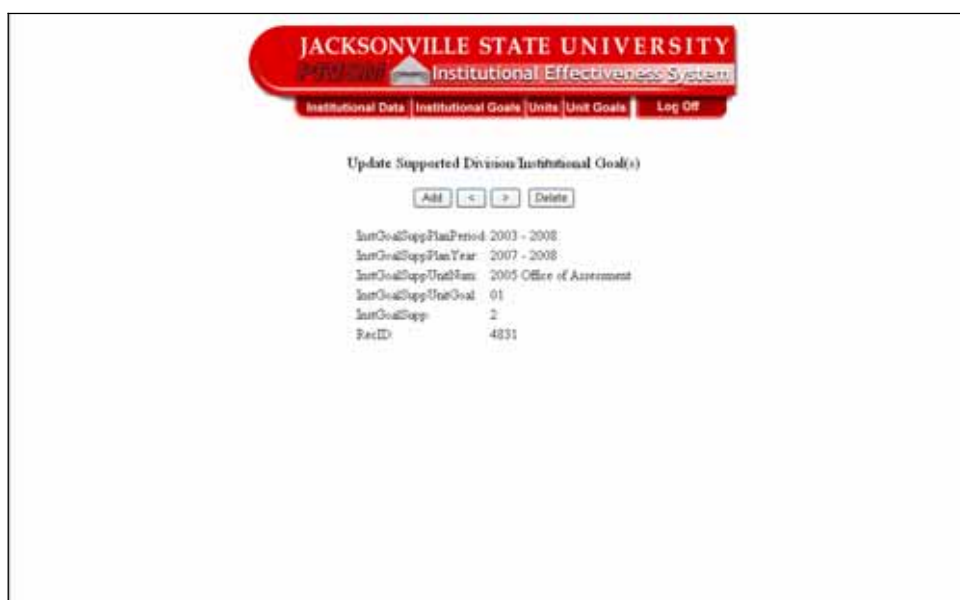 JACKSONVILLE STATE UNIVERSITY
Institutional Effectiveness System
Institutional Data Institutional Goals Units Unit Goals Log Off
Update Supported Division/Institutional Goal(s)
Add < > Delete
InstGoalSuppPlanPeriod: 2003 - 2008
InstGoalSuppPlanYear: 2007 - 2008
InstGoalSuppUnitNum: 2005 Office of Assessment
InstGoalSuppUnitGoal: 01
InstGoalSupp: 2
RecID: 4831